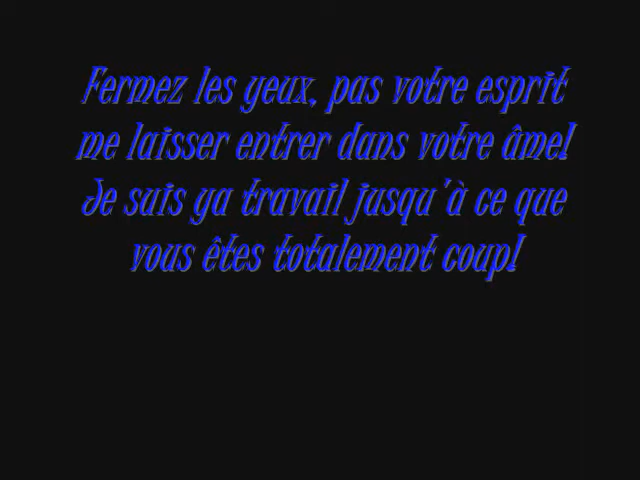 Fermez les yeux, pas votre esprit
me laisser entrer dans votre âme!
Je suis ya travail jusqu'à ce que
vous êtes totalement coup!